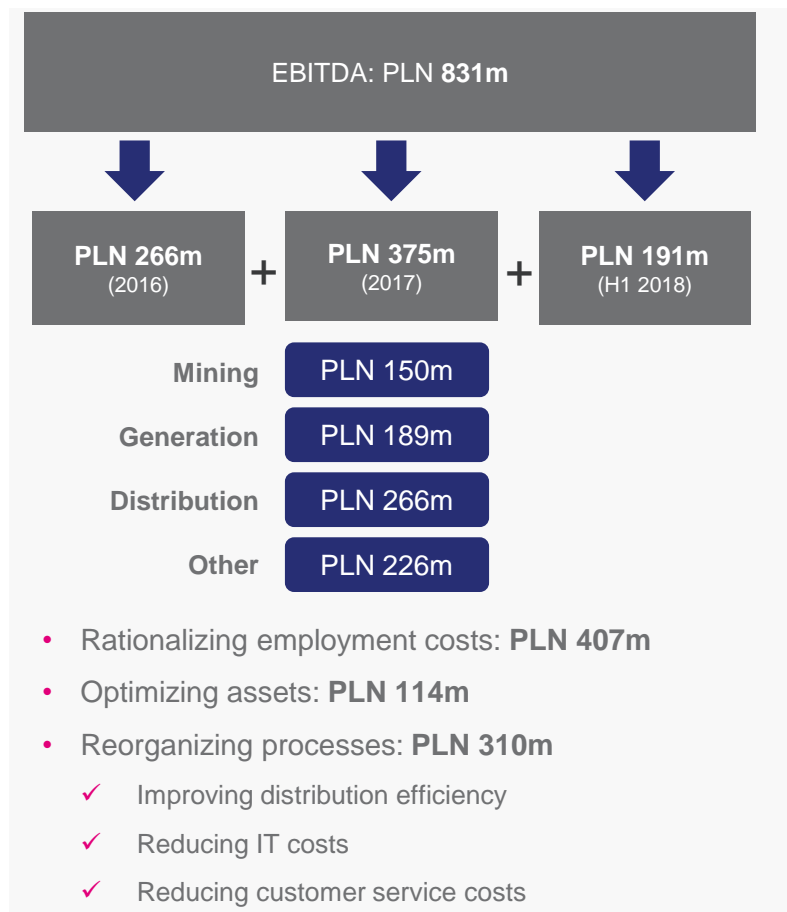 EBITDA: PLN 831m
PLN 266m
(2016)
+
PLN 375m
(2017)
+
PLN 191m
(H1 2018)
Mining PLN 150m
Generation PLN 189m
Distribution PLN 266m
Other PLN 226m
• Rationalizing employment costs: PLN 407m
• Optimizing assets: PLN 114m
• Reorganizing processes: PLN 310m
✓ Improving distribution efficiency
✓ Reducing IT costs
✓ Reducing customer service costs